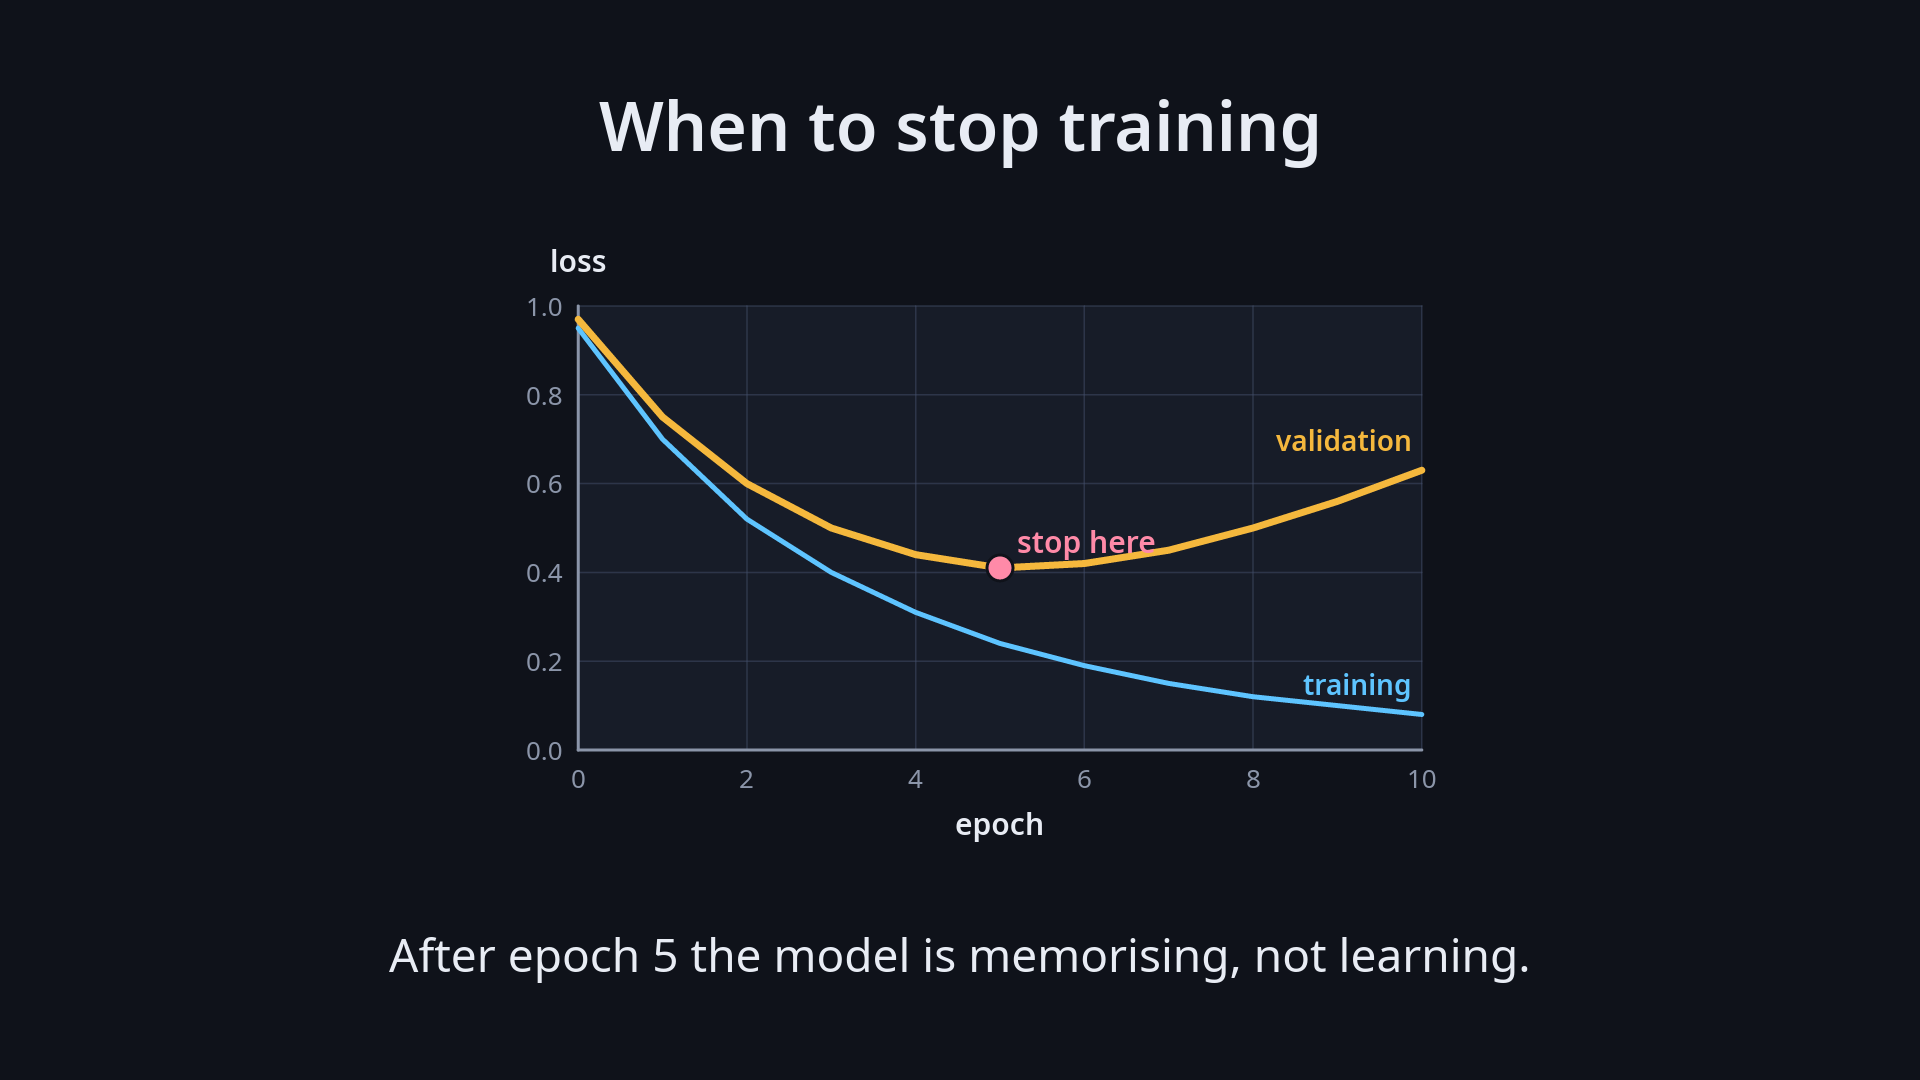 When to stop training
loss
1.0
0.8
validation
0.6
stop here
0.4
0.2
training
0.0
0 2 4 6 8 10
epoch
After epoch 5 the model is memorising, not learning.